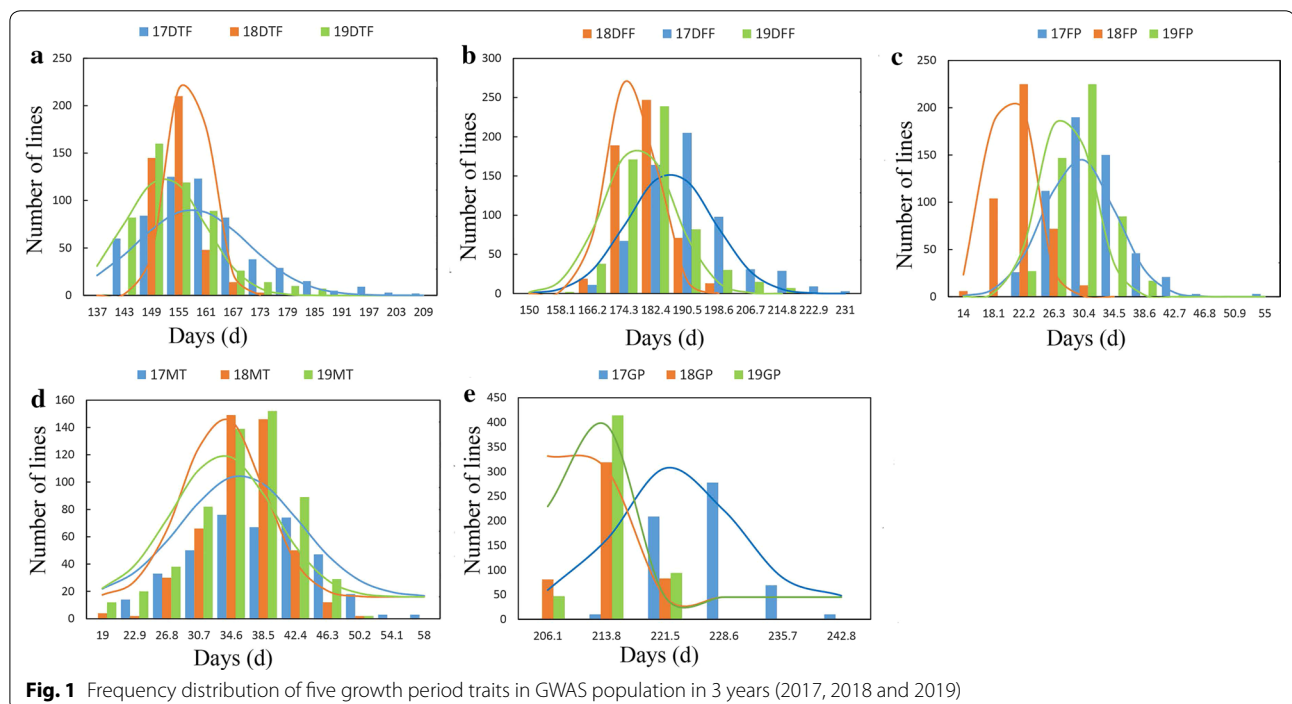 a
17DTF 18DTF 19DTF
Number of lines
250
200
150
100
50
0
137 143 149 155 161 167 173 179 185 191 197 203 209
Days (d)
b
18DFF 17DFF 19DFF
Number of lines
300
250
200
150
100
50
0
150 158.1 166.2 174.3 182.4 190.5 198.6 206.7 214.8 222.9 231
Days (d)
c
17FP 18FP 19FP
Number of lines
250
200
150
100
50
0
14 18.1 22.2 26.3 30.4 34.5 38.6 42.7 46.8 50.9 55
Days (d)
d
17MT 18MT 19MT
Number of lines
160
140
120
100
80
60
40
20
0
19 22.9 26.8 30.7 34.6 38.5 42.4 46.3 50.2 54.1 58
Days (d)
e
17GP 18GP 19GP
Number of lines
450
400
350
300
250
200
150
100
50
0
206.1 213.8 221.5 228.6 235.7 242.8
Days (d)
Fig. 1 Frequency distribution of five growth period traits in GWAS population in 3 years (2017, 2018 and 2019)